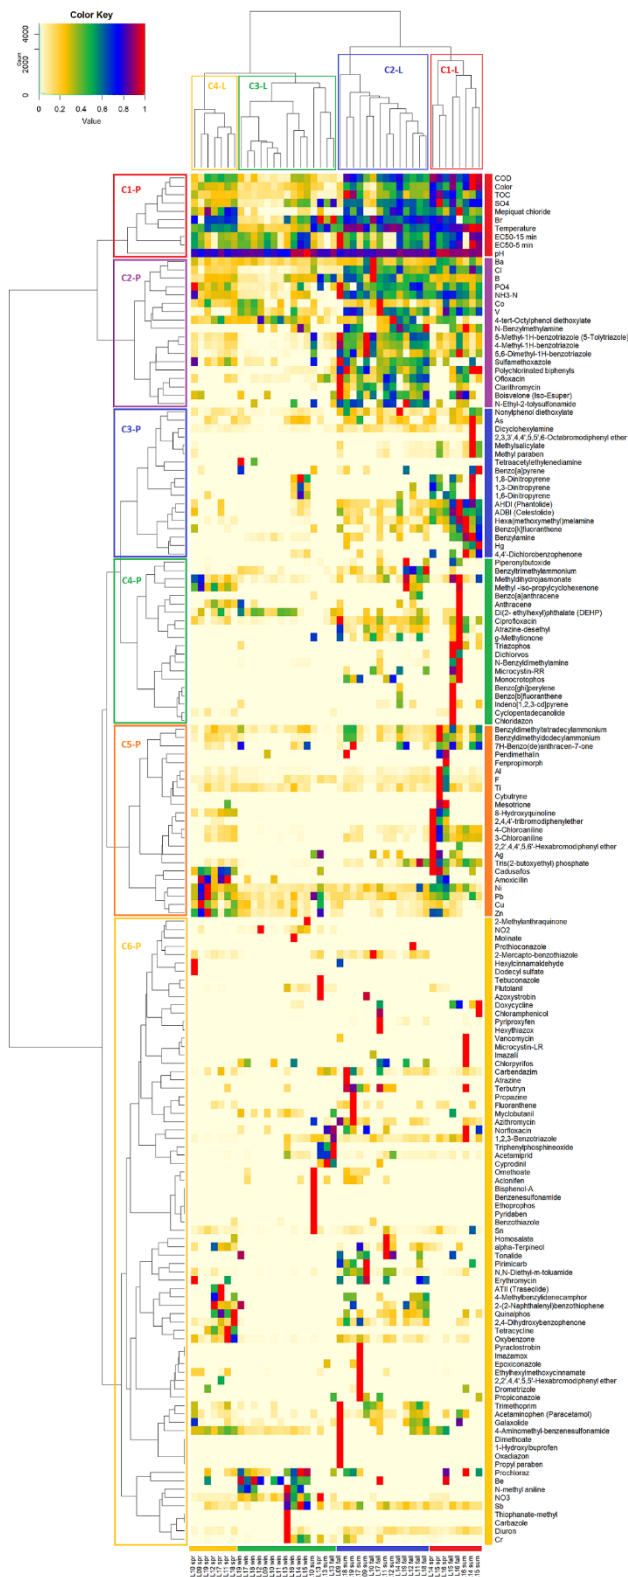 Color Key
4000
Count
2000
0
0 0.2 0.4 0.6 0.8 1
Value
C4-L
C3-L
C2-L
C1-L
C1-P
C2-P
C3-P
C4-P
C5-P
C6-P
COD
Color
TOC
SO4
Mepiquat chloride
Br
Temperature
EC50-15 min
EC50-5 min
pH
Ba
Cl
B
PO4
NH3-N
Co
V
4-tert-Octylphenol diethoxylate
N-Benzylmethylamine
5-Methyl-1H-benzotriazole (5-Tolytriazole)
4-Methyl-1H-benzotriazole
5,6-Dimethyl-1H-benzotriazole
Sulfamethoxazole
Polychlorinated biphenyls
Ofloxacin
Clarithromycin
Boisvelone (Iso-Esuper)
N-Ethyl-2-tolysulfonamide
Nonylphenol diethoxylate
As
Dicyclohexylamine
2,3,3',4,4',5,5',6-Octabromodiphenyl ether
Methylsalicylate
Methyl paraben
Tetraacetylethylenediamine
Benzo[a]pyrene
1,8-Dinitropyrene
1,3-Dinitropyrene
1,6-Dinitropyrene
AHDI (Phantolide)
ADBI (Celestolide)
Hexa(methoxymethyl)melamine
Benzo[k]fluoranthene
Benzylamine
Hg
4,4'-Dichlorobenzophenone
Piperonylbutoxide
Benzyltrimethylammonium
Methyldihydrojasmonate
Methyl-iso-propylcyclohexenone
Benzo[a]anthracene
Anthracene
Di(2- ethylhexyl)phthalate (DEHP)
Ciprofloxacin
Atrazine-desethyl
g-Methylionone
Triazophos
Dichlorvos
N-Benzyldimethylamine
Microcystin-RR
Monocrotophos
Benzo[ghi]perylene
Benzo[b]fluoranthene
Indeno[1,2,3-cd]pyrene
Cyclopentadecanolide
Chloridazon
Benzyldimethyltetradecylammonium
Benzyldimethyldodecylammonium
7H-Benzo(de)anthracen-7-one
Pendimethalin
Fenpropimorph
Al
F
Ti
Cybutryne
Mesotrione
8-Hydroxyquinoline
2,4,4'-tribromodiphenylether
4-Chloroaniline
3-Chloroaniline
2,2',4,4',5,6'-Hexabromodiphenyl ether
Ag
Tris(2-butoxyethyl) phosphate
Cadusafos
Amoxicillin
Ni
Pb
Cu
Zn
2-Methylanthraquinone
NO2
Molinate
Prothioconazole
2-Mercapto-benzothiazole
Hexylcinnamaldehyde
Dodecyl sulfate
Tebuconazole
Flutolanil
Azoxystrobin
Doxycycline
Chloramphenicol
Pyriproxyfen
Hexythiazox
Vancomycin
Microcystin-LR
Imazalil
Chlorpyrifos
Carbendazim
Atrazine
Terbutryn
Propazine
Fluoranthene
Myclobutanil
Azithromycin
Norfloxacin
1,2,3-Benzotriazole
Triphenylphosphineoxide
Acetamiprid
Cyprodinil
Omethoate
Aclonifen
Bisphenol-A
Benzenesulfonamide
Ethoprophos
Pyridaben
Benzothiazole
Sn
Homosalate
alpha-Terpineol
Tonalide
Pirimicarb
N,N-Diethyl-m-toluamide
Erythromycin
ATII (Traseolide)
4-Methylbenzylidenecamphor
2-(2-Naphthalenyl)benzothiophene
Quinalphos
2,4-Dihydroxybenzophenone
Tetracycline
Oxybenzone
Pyraclostrobin
Imazamox
Epoxiconazole
Ethylhexylmethoxycinnamate
2,2',4,4',5,5'-Hexabromodiphenyl ether
Drometrizole
Propiconazole
Trimethoprim
Acetaminophen (Paracetamol)
Galaxolide
4-Aminomethyl-benzenesulfonamide
Dimethoate
1-Hydroxyibuprofen
Oxadiazon
Propyl paraben
Prochloraz
Be
N-methyl aniline
NO3
Sb
Thiophanate-methyl
Carbazole
Diuron
Cr